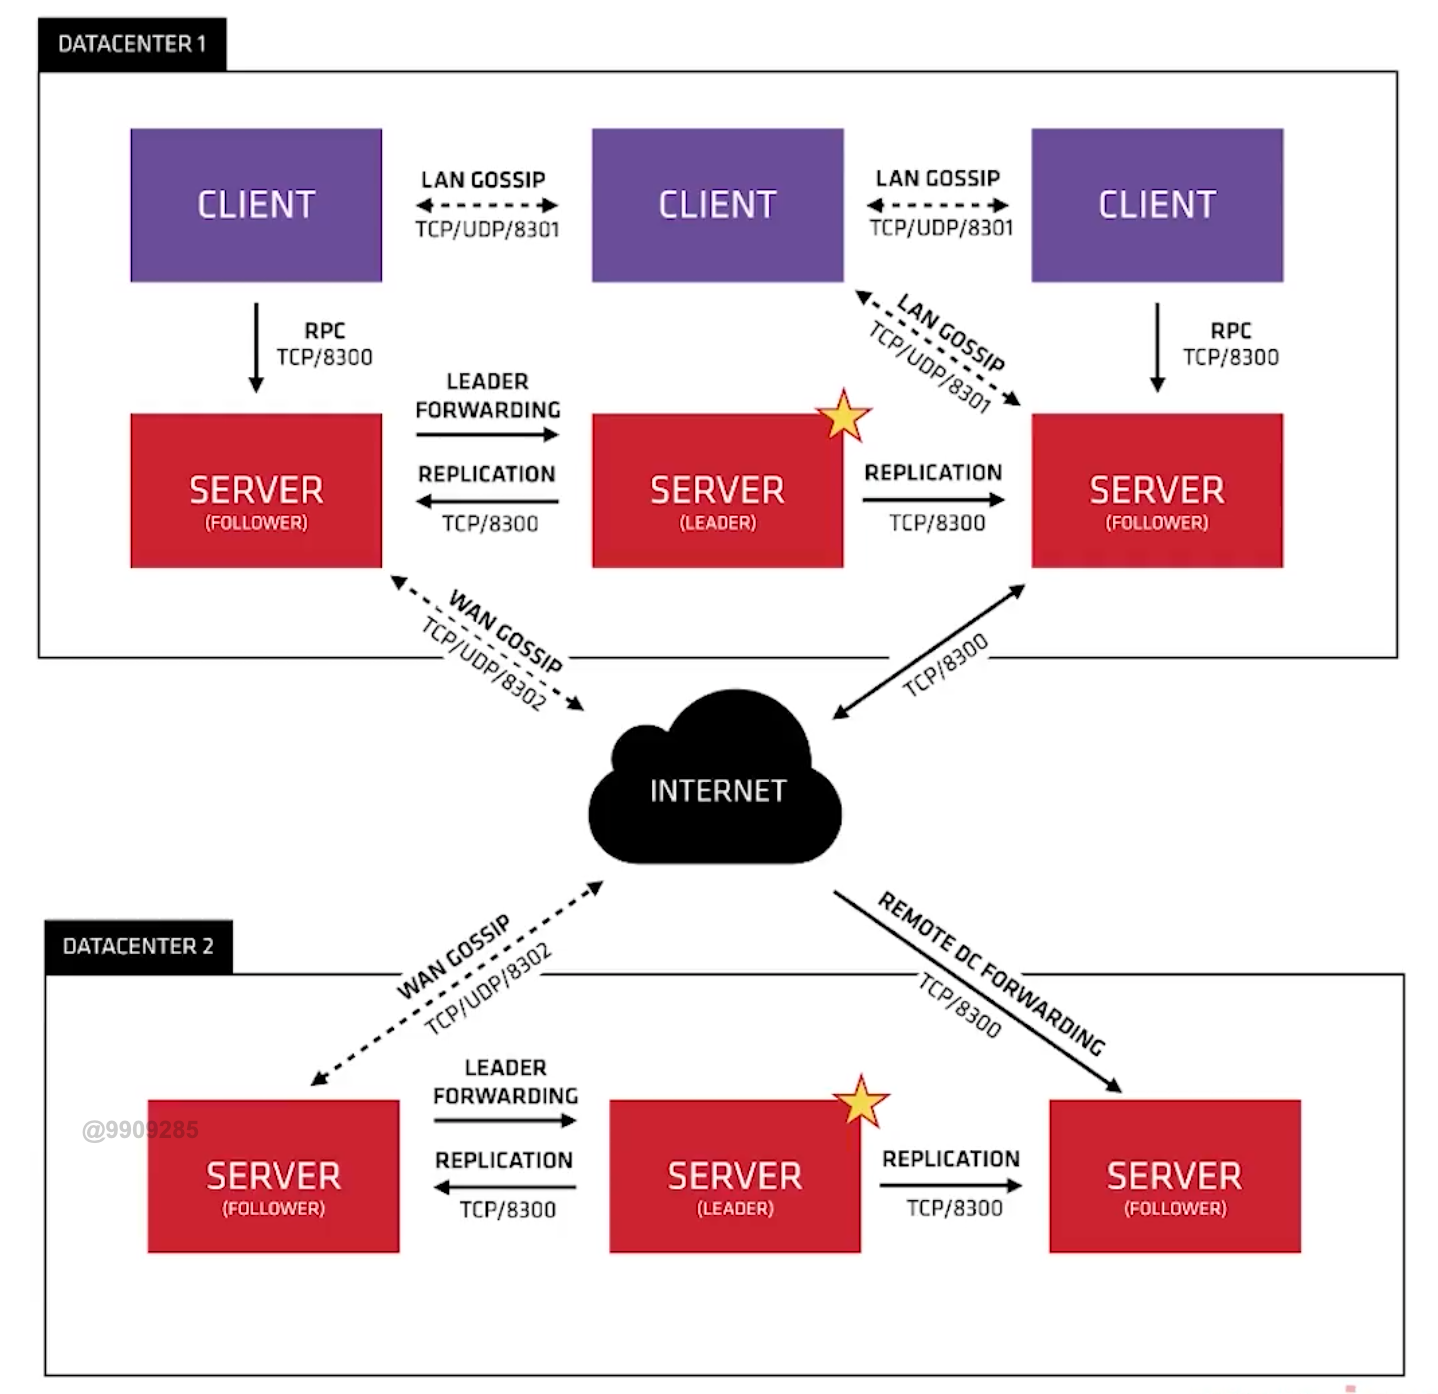 DATACENTER 1
CLIENT
LAN GOSSIP
TCP/UDP/8301
CLIENT
LAN GOSSIP
TCP/UDP/8301
CLIENT
RPC
TCP/8300
LAN GOSSIP
TCP/UDP/8301
RPC
TCP/8300
LEADER
FORWARDING
SERVER
(FOLLOWER)
REPLICATION
TCP/8300
SERVER
(LEADER)
REPLICATION
TCP/8300
SERVER
(FOLLOWER)
WAN GOSSIP
TCP/UDP/8302
TCP/8300
INTERNET
DATACENTER 2
WAN GOSSIP
TCP/UDP/8302
REMOTE DC FORWARDING
TCP/8300
LEADER
FORWARDING
@9909285
SERVER
(FOLLOWER)
REPLICATION
TCP/8300
SERVER
(LEADER)
REPLICATION
TCP/8300
SERVER
(FOLLOWER)